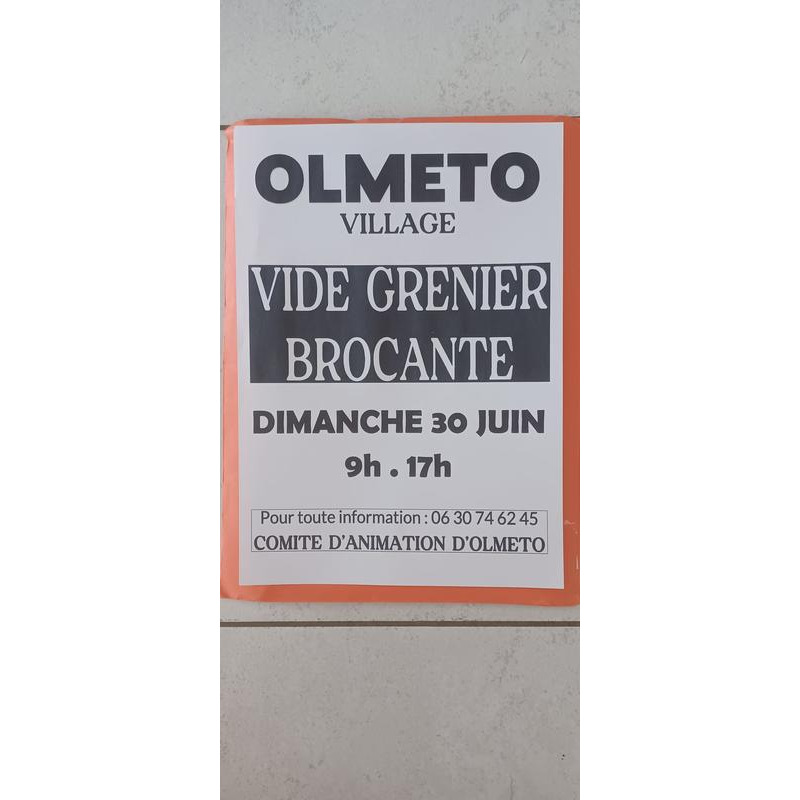 OLMETO
VILLAGE
VIDE GRENIER
BROCANTE
DIMANCHE 30 JUIN
9h . 17h
Pour toute information : 06 30 74 62 45
COMITE D'ANIMATION D'OLMETO